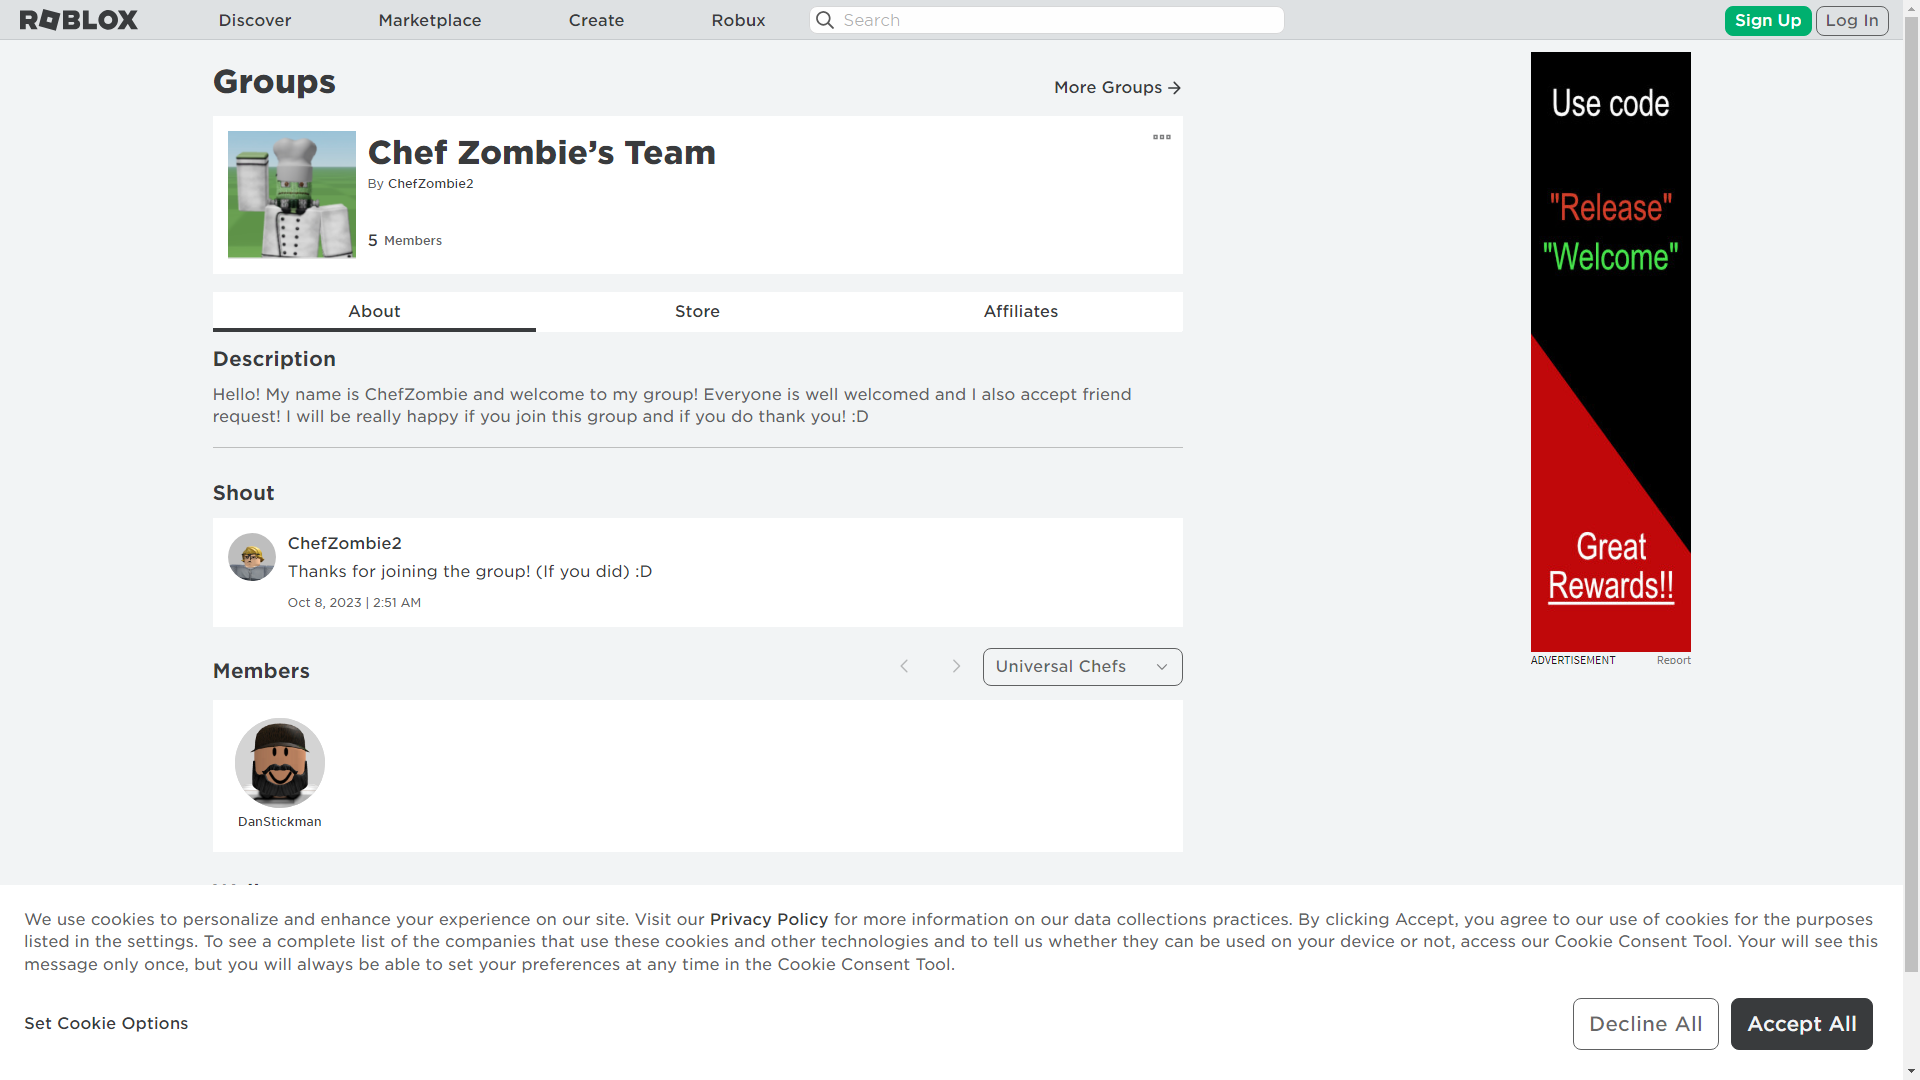 ROBLOX
Discover
Marketplace
Create
Robux
Search
Sign Up
Log In
Groups
More Groups
Chef Zombie’s Team
By ChefZombie2
5 Members
About
Store
Affiliates
Description
Hello! My name is ChefZombie and welcome to my group! Everyone is well welcomed and I also accept friend
request! I will be really happy if you join this group and if you do thank you! :D
Shout
ChefZombie2
Thanks for joining the group! (If you did) :D
Oct 8, 2023 | 2:51 AM
Members
Universal Chefs
DanStickman
Use code
"Release"
"Welcome"
Great
Rewards!!
ADVERTISEMENT
Report
We use cookies to personalize and enhance your experience on our site. Visit our Privacy Policy for more information on our data collections practices. By clicking Accept, you agree to our use of cookies for the purposes
listed in the settings. To see a complete list of the companies that use these cookies and other technologies and to tell us whether they can be used on your device or not, access our Cookie Consent Tool. Your will see this
message only once, but you will always be able to set your preferences at any time in the Cookie Consent Tool.
Set Cookie Options
Decline All
Accept All